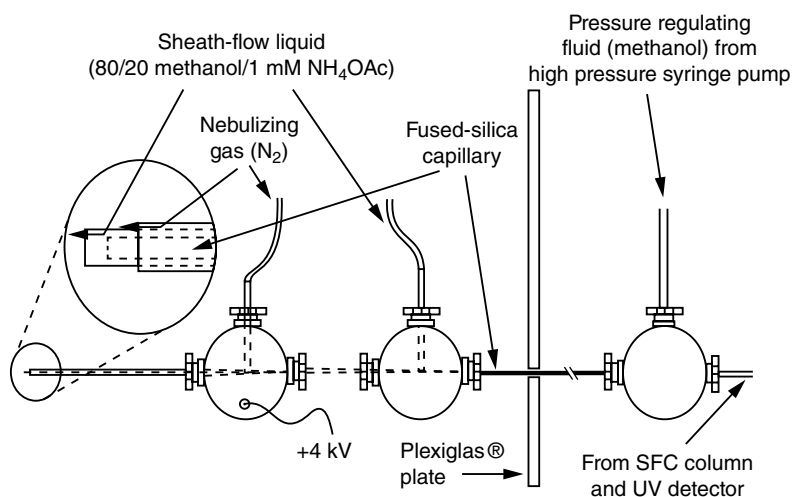 Sheath-flow liquid
(80/20 methanol/1 mM NH₄OAc)
Nebulizing
gas (N₂)
Fused-silica
capillary
Pressure regulating
fluid (methanol) from
high pressure syringe pump
+4 kV
Plexiglas®
plate
From SFC column
and UV detector